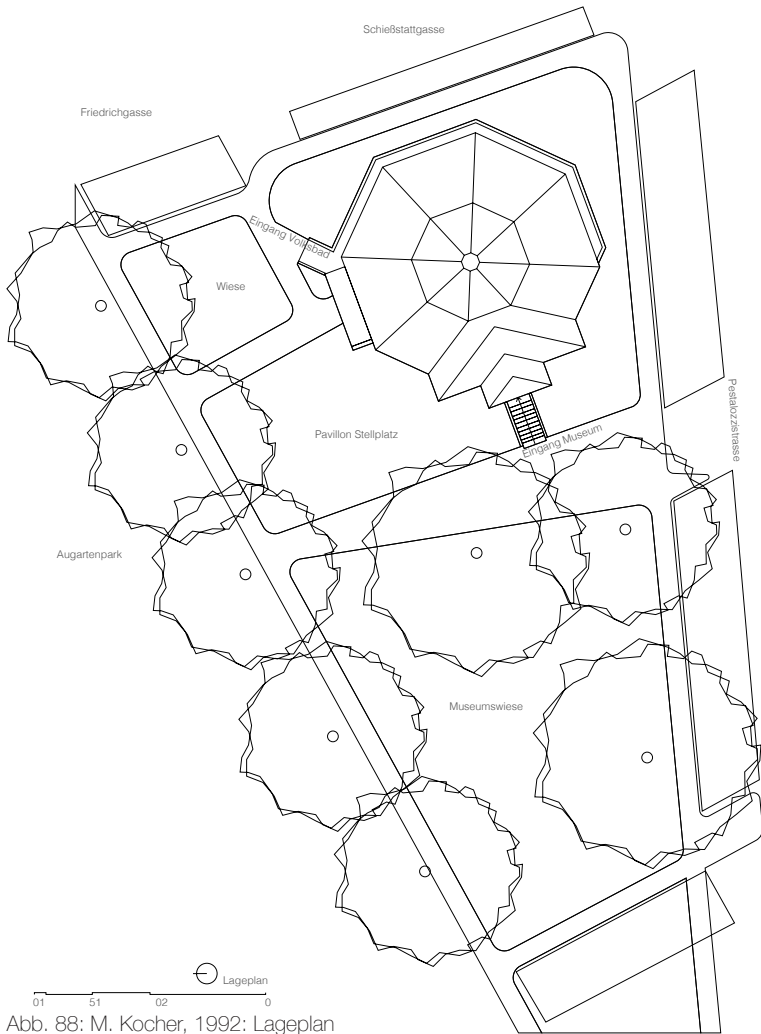 Schießstattgasse
Friedrichgasse
Eingang Volksbad
Wiese
Pestalozzistrasse
Pavillon Stellplatz
Eingang Museum
Augartenpark
Museumswiese
Lageplan
01 51 02 0
Abb. 88: M. Kocher, 1992: Lageplan